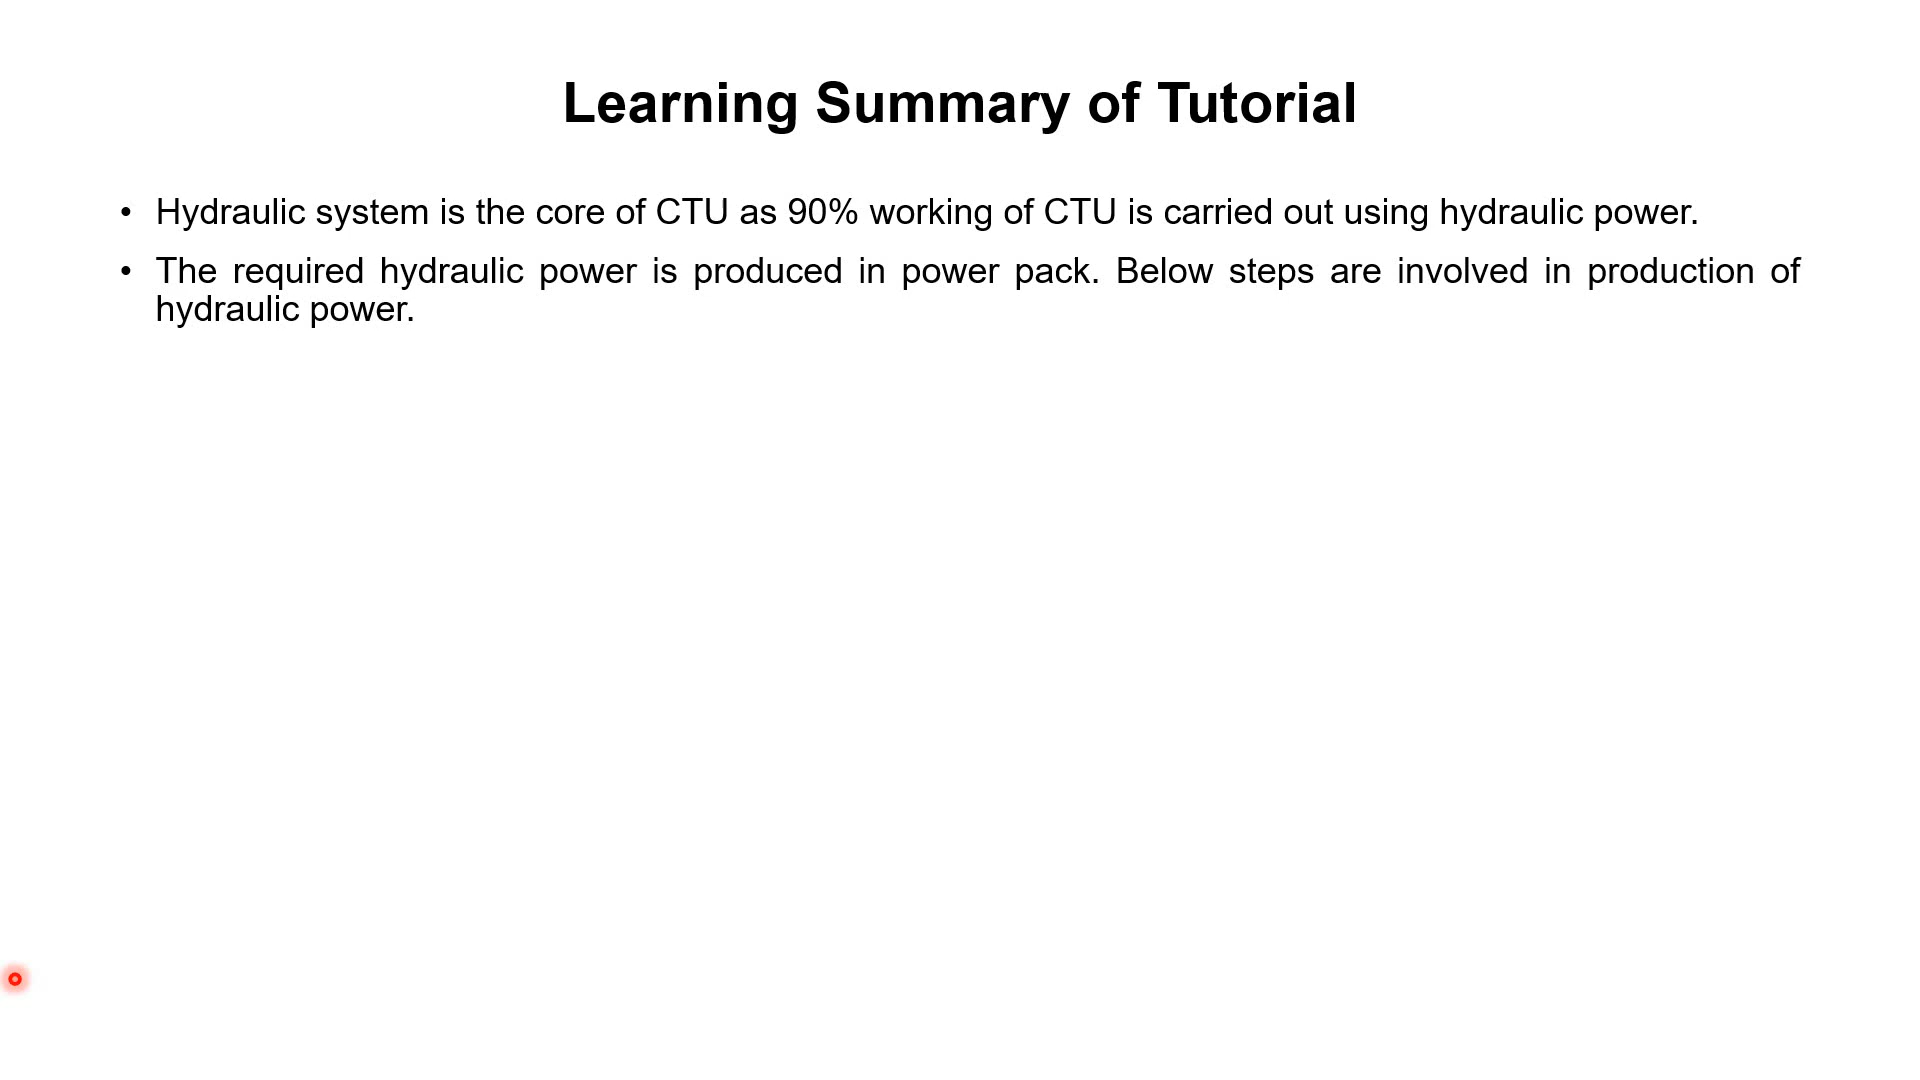 Learning Summary of Tutorial
• Hydraulic system is the core of CTU as 90% working of CTU is carried out using hydraulic power.
• The required hydraulic power is produced in power pack. Below steps are involved in production of
hydraulic power.